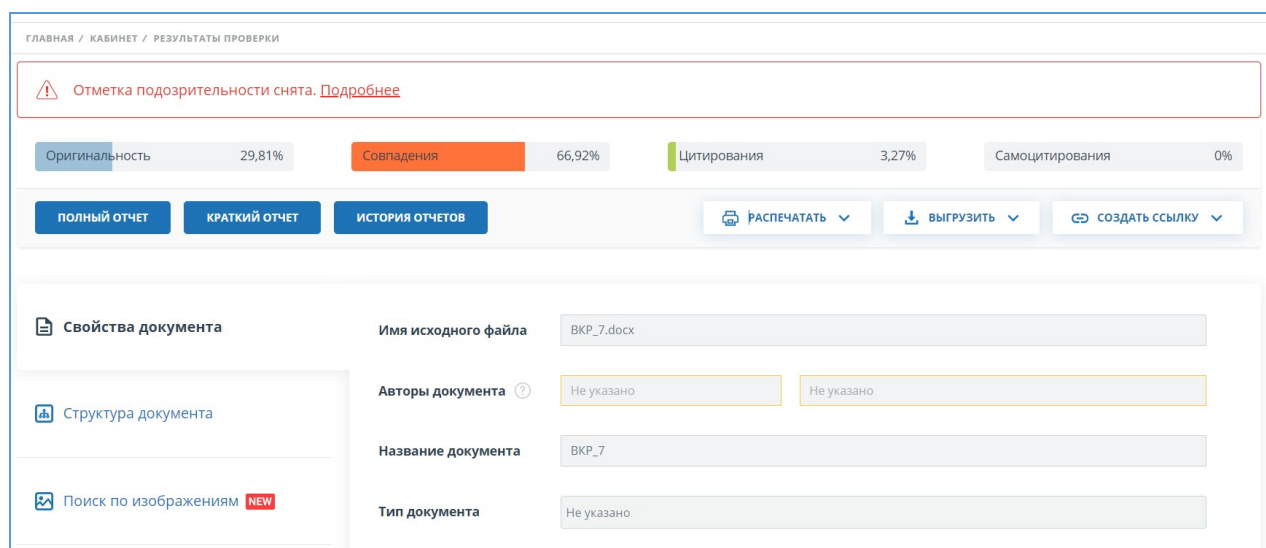 ГЛАВНАЯ / КАБИНЕТ / РЕЗУЛЬТАТЫ ПРОВЕРКИ
Отметка подозрительности снята. Подробнее
Оригинальность 29,81% Совпадения 66,92% Цитирования 3,27% Самоцитирования 0%
ПОЛНЫЙ ОТЧЕТ КРАТКИЙ ОТЧЕТ ИСТОРИЯ ОТЧЕТОВ РАСПЕЧАТАТЬ ВЫГРУЗИТЬ СОЗДАТЬ ССЫЛКУ
Свойства документа
Имя исходного файла ВКР_7.docx
Авторы документа ? Не указано Не указано
Структура документа
Название документа ВКР_7
Поиск по изображениям NEW
Тип документа Не указано